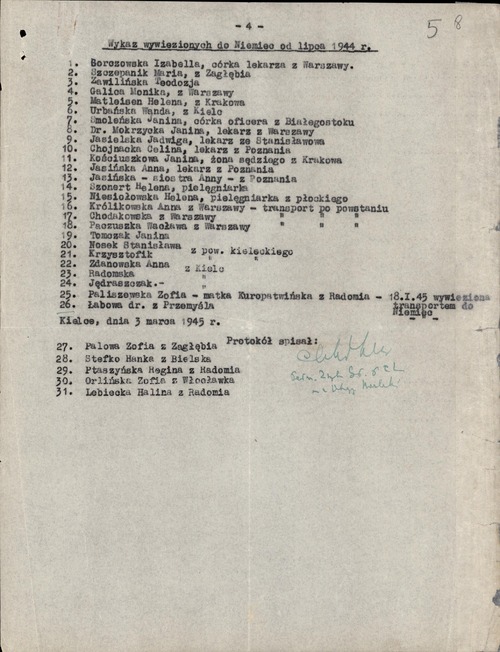 - 4 -
5 8
Wykaz wywiezionych do Niemiec od lipca 1944 r.
1. Borozowska Izabella, córka lekarza z Warszawy.
2. Szczepanik Maria, z Zagłębia
3. Zawilińska Teodozja
4. Galica Monika, z Warszawy
5. Matleisen Helena, z Krakowa
6. Urbańska Wanda, z Kielc
7. Smoleńska Janina, córka oficera z Białegostoku
8. Dr. Mokrzycka Janina, lekarz z Warszawy
9. Jasielska Jadwiga, lekarz ze Stanisławowa
10. Chojnacka Celina, lekarz z Poznania
11. Kościuszkowa Janina, żona sędziego z Krakowa
12. Jasińska Anna, lekarz z Poznania
13. Jasińska - siostra Anny - z Poznania
14. Szonert Helena, pielęgniarka
15. Niesiołowska Helena, pielęgniarka z płockiego
16. Królikowska Anna z Warszawy - transport po powstaniu
17. Chodakowska z Warszawy " " "
18. Paczuszka Wacława z Warszawy " " "
19. Tomczak Janina
20. Nosek Stanisława z pow. kieleckiego
21. Krzysztofik "
22. Zdanowska Anna z Kielc
23. Radomska "
24. Jędraszczak.- "
25. Paliszewska Zofia - matka Kuropatwińska z Radomia - 18.I.45 wywieziona transportem do Niemiec
26. Łabowa dr. z Przemyśla - " -
Kielce, dnia 3 marca 1945 r.
Protokół spisał:
27. Palowa Zofia z Zagłębia
28. Stefko Hanka z Bielska
29. Ptaszyńska Regina z Radomia
30. Orlińska Zofia z Włocławka
31. Lebiecka Halina z Radomia